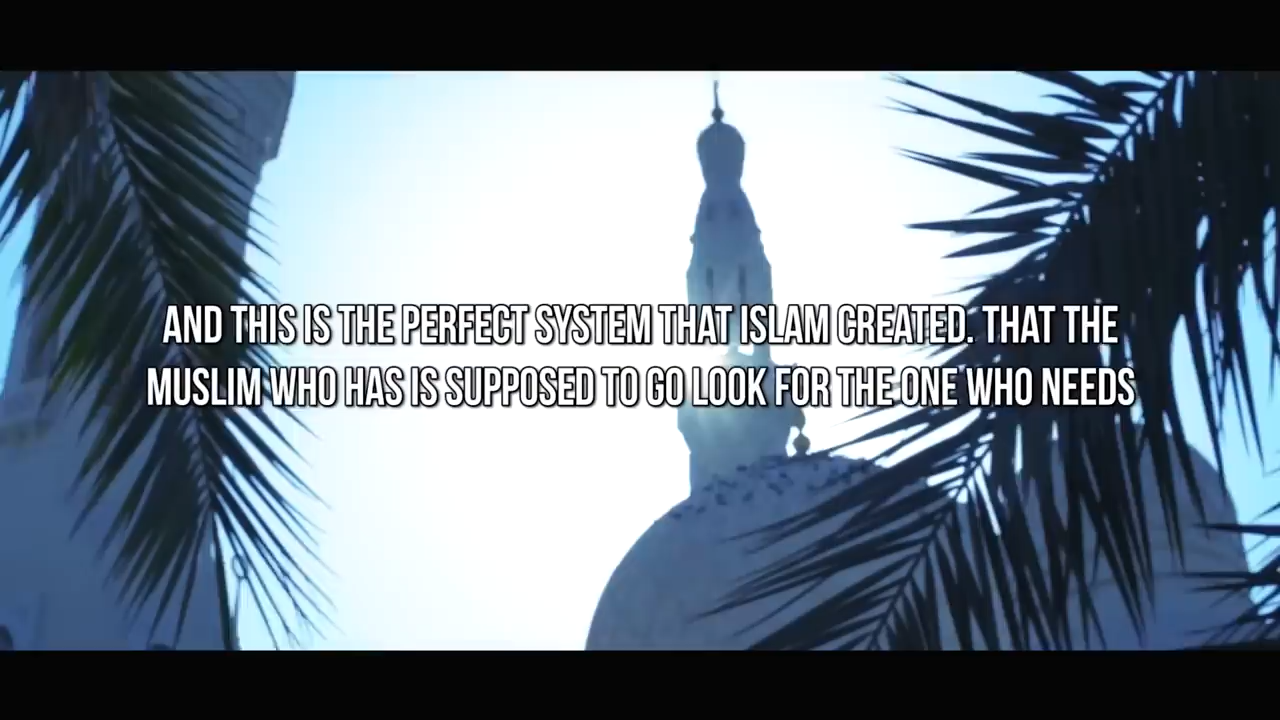 AND THIS IS THE PERFECT SYSTEM THAT ISLAM CREATED. THAT THE
MUSLIM WHO HAS IS SUPPOSED TO GO LOOK FOR THE ONE WHO NEEDS